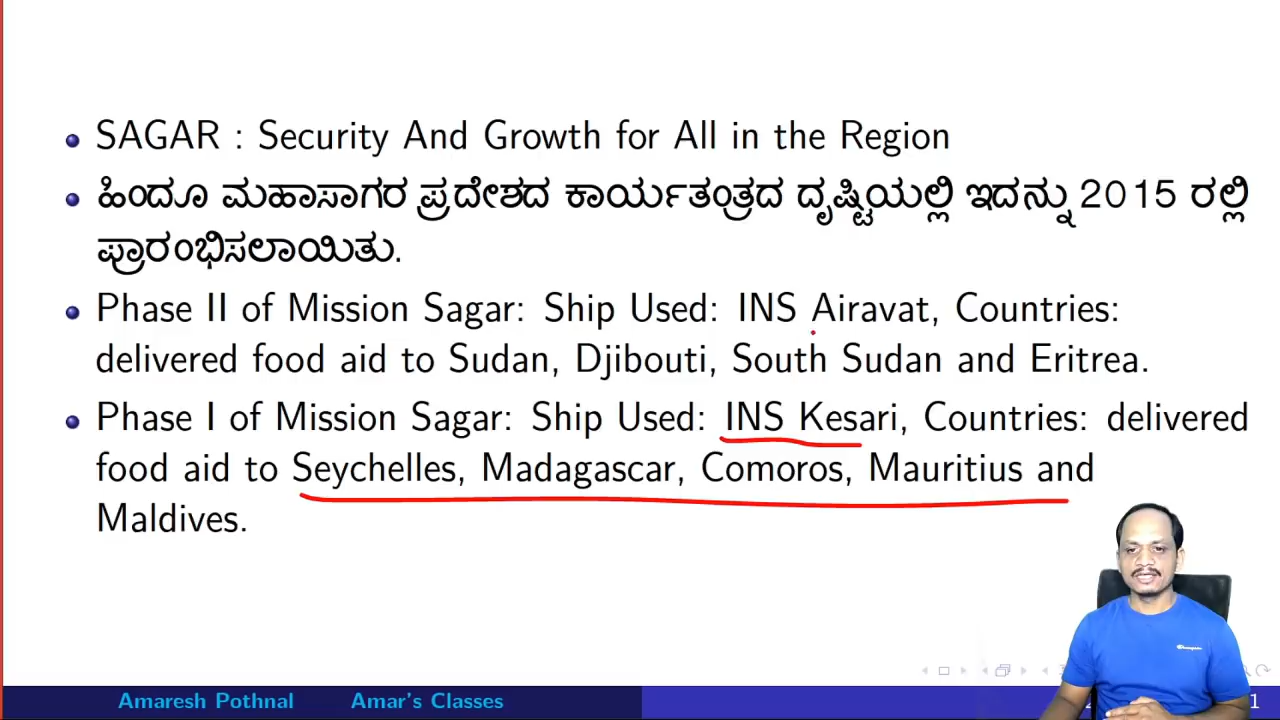 SAGAR : Security And Growth for All in the Region
ಹಿಂದೂ ಮಹಾಸಾಗರ ಪ್ರದೇಶದ ಕಾರ್ಯತಂತ್ರದ ದೃಷ್ಟಿಯಲ್ಲಿ ಇದನ್ನು 2015 ರಲ್ಲಿ
ಪ್ರಾರಂಭಿಸಲಾಯಿತು.
Phase II of Mission Sagar: Ship Used: INS Airavat, Countries:
delivered food aid to Sudan, Djibouti, South Sudan and Eritrea.
Phase I of Mission Sagar: Ship Used: INS Kesari, Countries: delivered
food aid to Seychelles, Madagascar, Comoros, Mauritius and
Maldives.
Amaresh Pothnal Amar's Classes